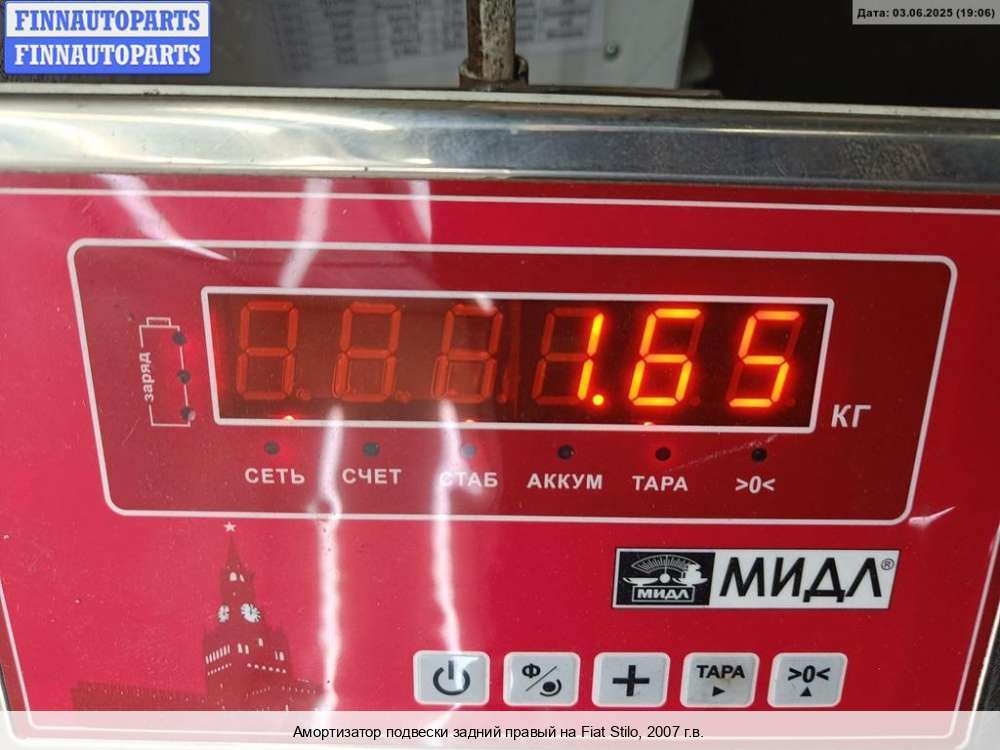 FINNAUTOPARTS
FINNAUTOPARTS
Дата: 03.06.2025 (19:06)
заряд
1.65
КГ
СЕТЬ СЧЕТ СТАБ АККУМ ТАРА >0<
МИДЛ МИДЛ®
Ф ТАРА >0<
Амортизатор подвески задний правый на Fiat Stilo, 2007 г.в.